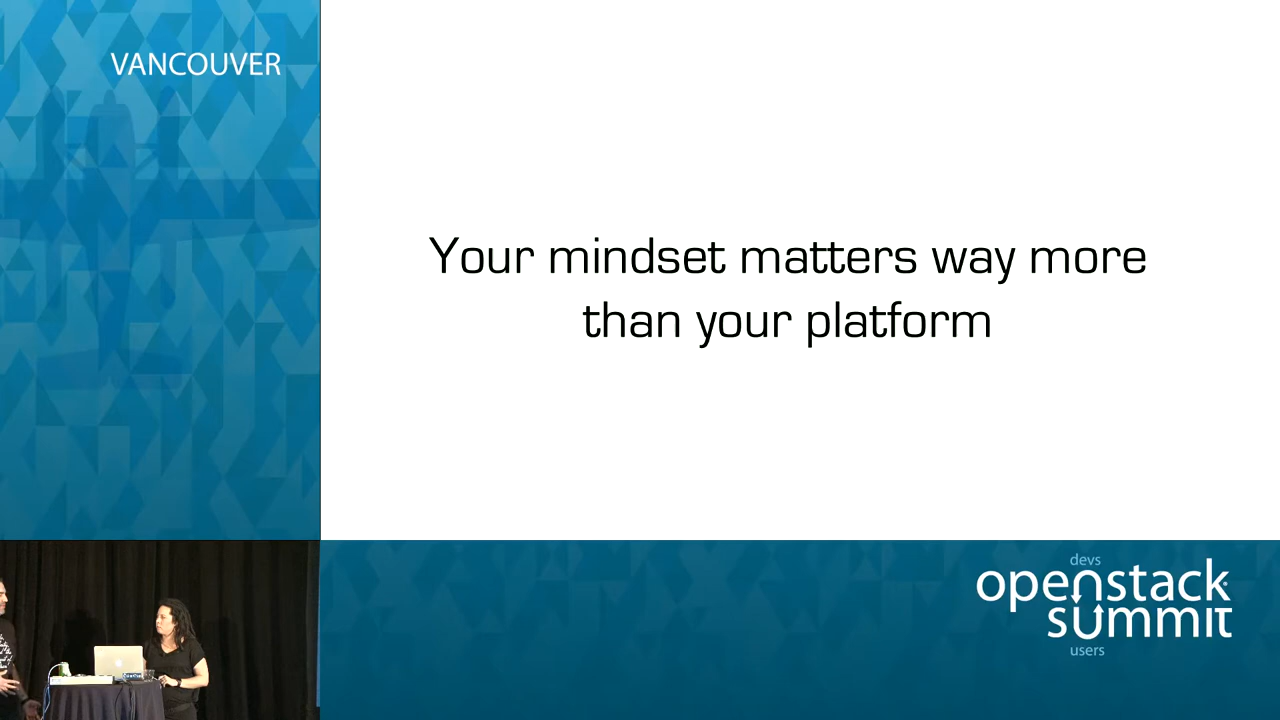 VANCOUVER
Your mindset matters way more
than your platform
devs
openstack
summit
users